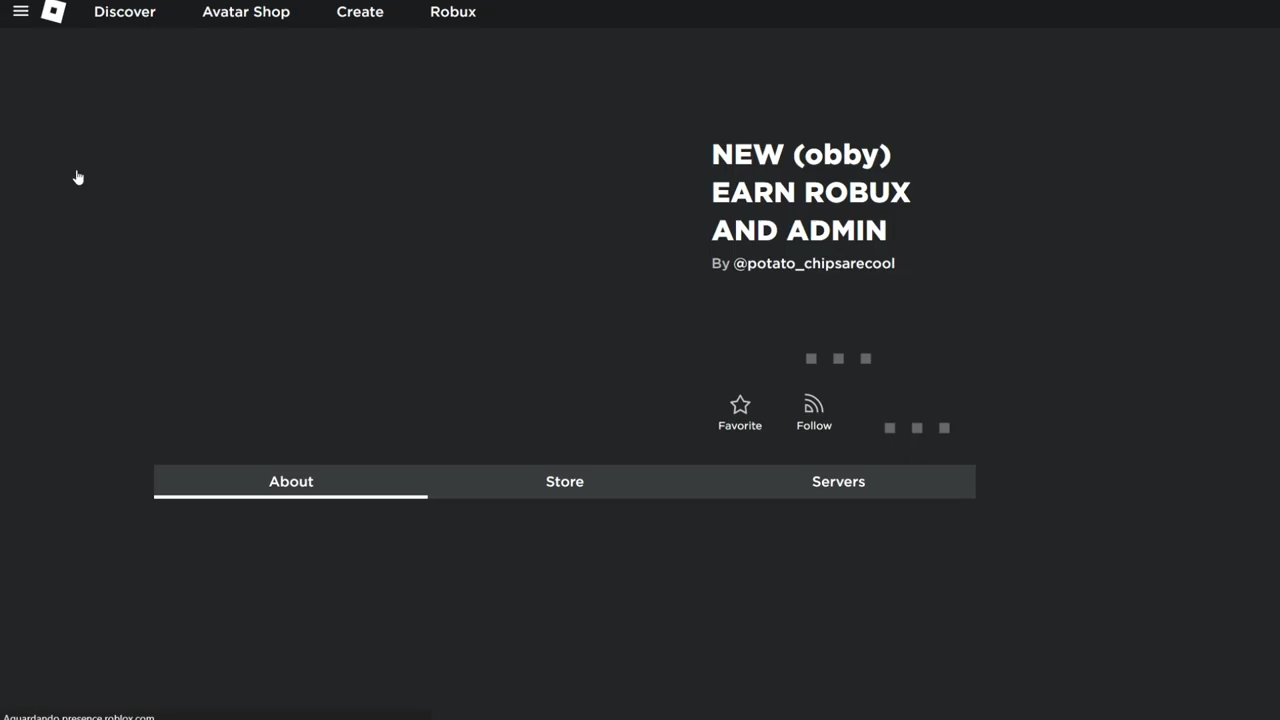 Discover Avatar Shop Create Robux
NEW (obby)
EARN ROBUX
AND ADMIN
By @potato_chipsarecool
Favorite Follow
About Store Servers
Aguardando presence.roblox.com